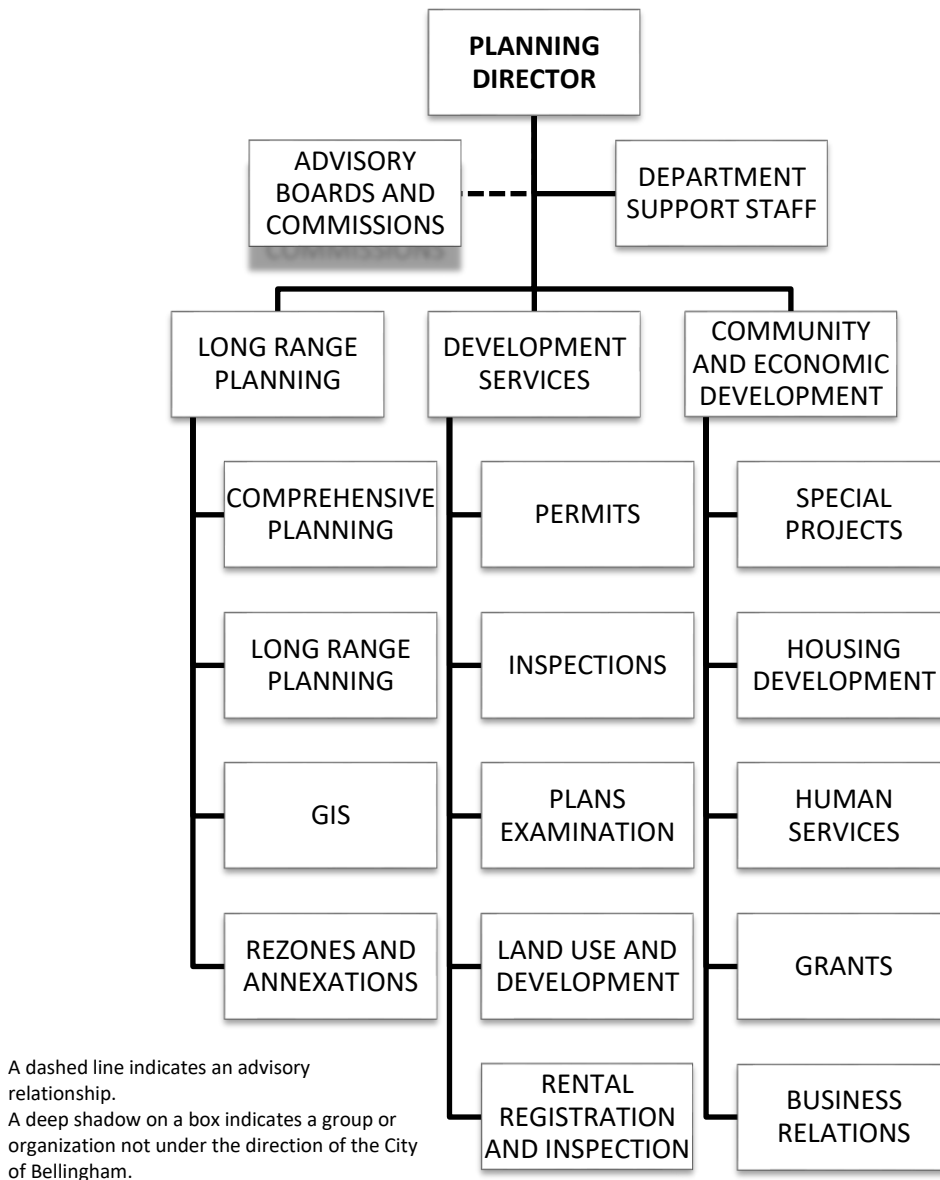 PLANNING
DIRECTOR
ADVISORY
BOARDS AND
COMMISSIONS
DEPARTMENT
SUPPORT STAFF
LONG RANGE
PLANNING
DEVELOPMENT
SERVICES
COMMUNITY
AND ECONOMIC
DEVELOPMENT
COMPREHENSIVE
PLANNING
PERMITS
SPECIAL
PROJECTS
LONG RANGE
PLANNING
INSPECTIONS
HOUSING
DEVELOPMENT
GIS
PLANS
EXAMINATION
HUMAN
SERVICES
REZONES AND
ANNEXATIONS
LAND USE AND
DEVELOPMENT
GRANTS
RENTAL
REGISTRATION
AND INSPECTION
BUSINESS
RELATIONS
A dashed line indicates an advisory
relationship.
A deep shadow on a box indicates a group or
organization not under the direction of the City
of Bellingham.